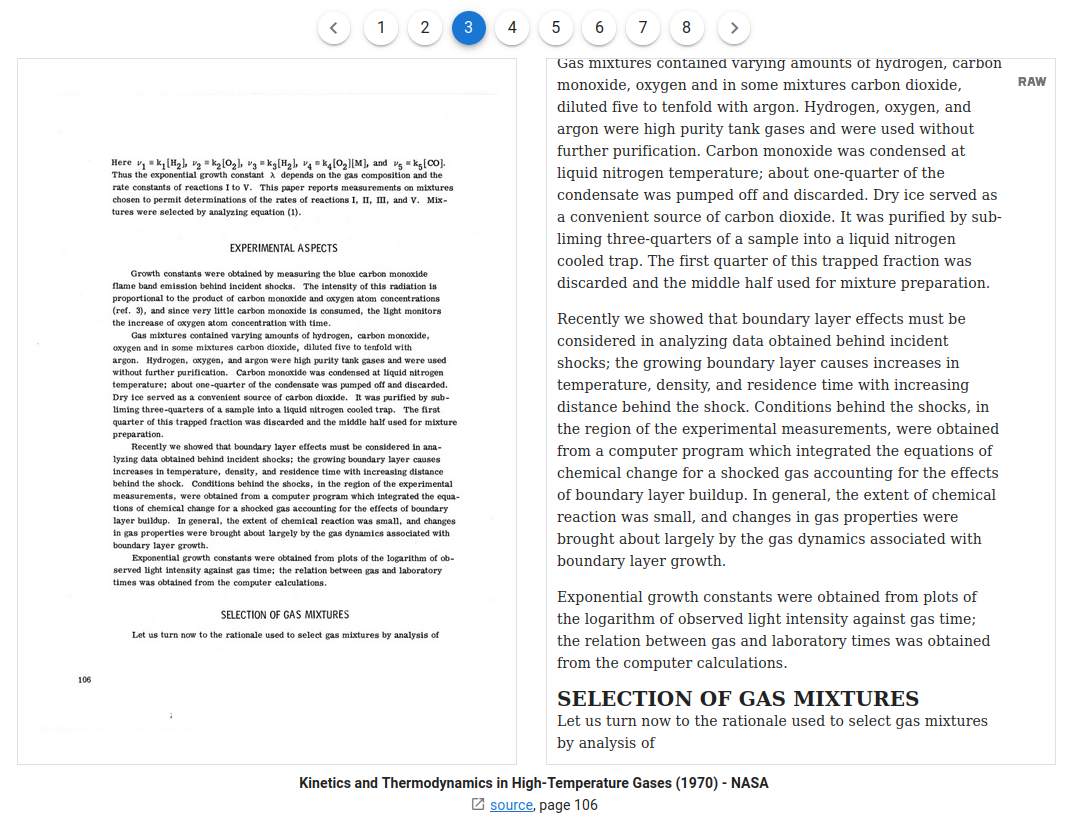 1 2 3 4 5 6 7 8
Here ν1 = k1[H2], ν2 = k2[O2], ν3 = k3[H2], ν4 = k4[O2][M], and ν5 = k5[CO].
Thus the exponential growth constant λ depends on the gas composition and the
rate constants of reactions I to V. This paper reports measurements on mixtures
chosen to permit determinations of the rates of reactions I, II, III, and V. Mix-
tures were selected by analyzing equation (1).
EXPERIMENTAL ASPECTS
Growth constants were obtained by measuring the blue carbon monoxide
flame band emission behind incident shocks. The intensity of this radiation is
proportional to the product of carbon monoxide and oxygen atom concentrations
(ref. 3), and since very little carbon monoxide is consumed, the light monitors
the increase of oxygen atom concentration with time.
Gas mixtures contained varying amounts of hydrogen, carbon monoxide,
oxygen and in some mixtures carbon dioxide, diluted five to tenfold with
argon. Hydrogen, oxygen, and argon were high purity tank gases and were used
without further purification. Carbon monoxide was condensed at liquid nitrogen
temperature; about one-quarter of the condensate was pumped off and discarded.
Dry ice served as a convenient source of carbon dioxide. It was purified by sub-
liming three-quarters of a sample into a liquid nitrogen cooled trap. The first
quarter of this trapped fraction was discarded and the middle half used for mixture
preparation.
Recently we showed that boundary layer effects must be considered in ana-
lyzing data obtained behind incident shocks; the growing boundary layer causes
increases in temperature, density, and residence time with increasing distance
behind the shock. Conditions behind the shocks, in the region of the experimental
measurements, were obtained from a computer program which integrated the equa-
tions of chemical change for a shocked gas accounting for the effects of boundary
layer buildup. In general, the extent of chemical reaction was small, and changes
in gas properties were brought about largely by the gas dynamics associated with
boundary layer growth.
Exponential growth constants were obtained from plots of the logarithm of ob-
served light intensity against gas time; the relation between gas and laboratory
times was obtained from the computer calculations.
SELECTION OF GAS MIXTURES
Let us turn now to the rationale used to select gas mixtures by analysis of
106
RAW
Gas mixtures contained varying amounts of hydrogen, carbon
monoxide, oxygen and in some mixtures carbon dioxide,
diluted five to tenfold with argon. Hydrogen, oxygen, and
argon were high purity tank gases and were used without
further purification. Carbon monoxide was condensed at
liquid nitrogen temperature; about one-quarter of the
condensate was pumped off and discarded. Dry ice served as
a convenient source of carbon dioxide. It was purified by sub-
liming three-quarters of a sample into a liquid nitrogen
cooled trap. The first quarter of this trapped fraction was
discarded and the middle half used for mixture preparation.
Recently we showed that boundary layer effects must be
considered in analyzing data obtained behind incident
shocks; the growing boundary layer causes increases in
temperature, density, and residence time with increasing
distance behind the shock. Conditions behind the shocks, in
the region of the experimental measurements, were obtained
from a computer program which integrated the equations of
chemical change for a shocked gas accounting for the effects
of boundary layer buildup. In general, the extent of chemical
reaction was small, and changes in gas properties were
brought about largely by the gas dynamics associated with
boundary layer growth.
Exponential growth constants were obtained from plots of
the logarithm of observed light intensity against gas time;
the relation between gas and laboratory times was obtained
from the computer calculations.
SELECTION OF GAS MIXTURES
Let us turn now to the rationale used to select gas mixtures
by analysis of
Kinetics and Thermodynamics in High-Temperature Gases (1970) - NASA
source, page 106